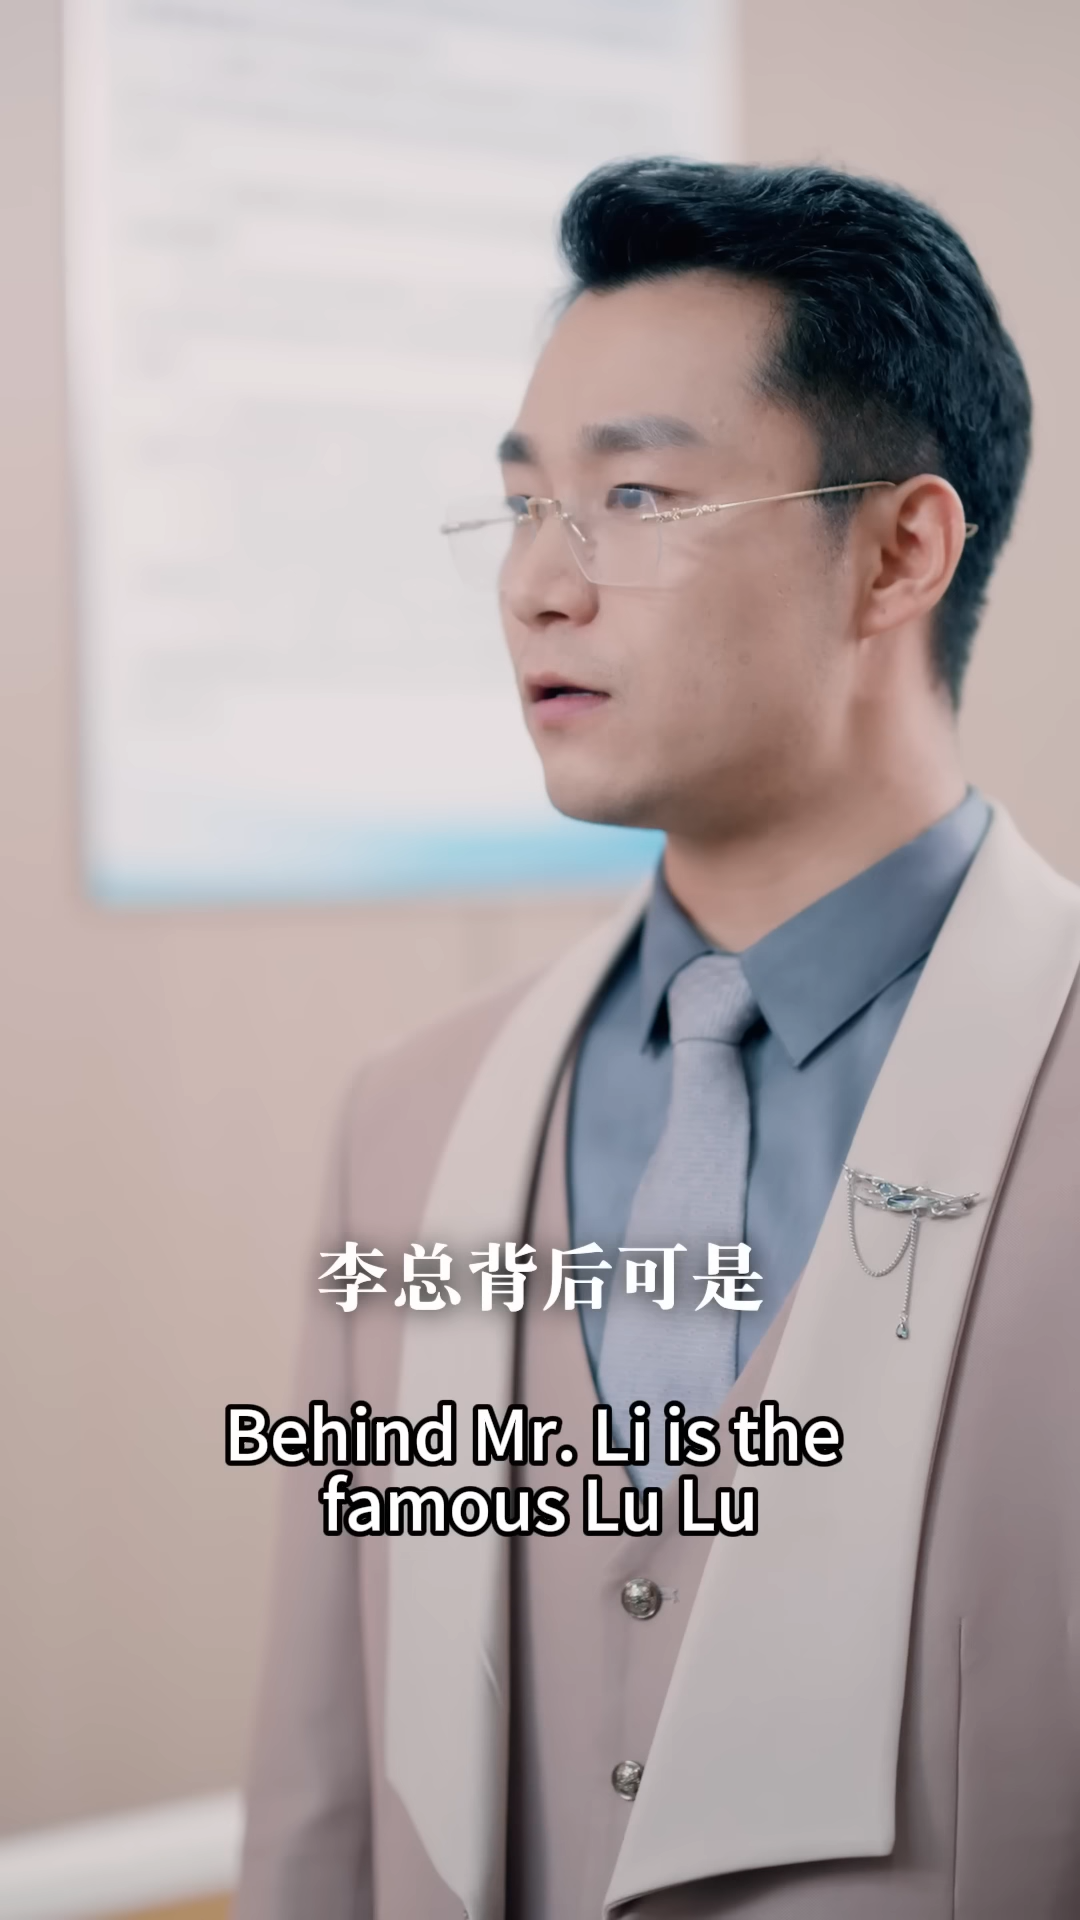 李总背后可是
Behind Mr. Li is the
famous Lu Lu